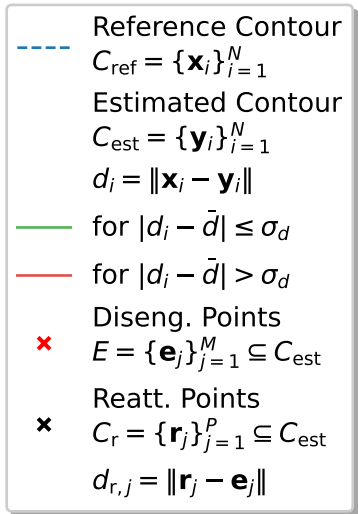 Reference Contour
C_ref = {𝐱_i}_{i=1}^N
Estimated Contour
C_est = {𝐲_i}_{i=1}^N
d_i = ‖𝐱_i − 𝐲_i‖
for |d_i − d̄| ≤ σ_d
for |d_i − d̄| > σ_d
Diseng. Points
E = {𝐞_j}_{j=1}^M ⊆ C_est
Reatt. Points
C_r = {𝐫_j}_{j=1}^P ⊆ C_est
d_{r,j} = ‖𝐫_j − 𝐞_j‖